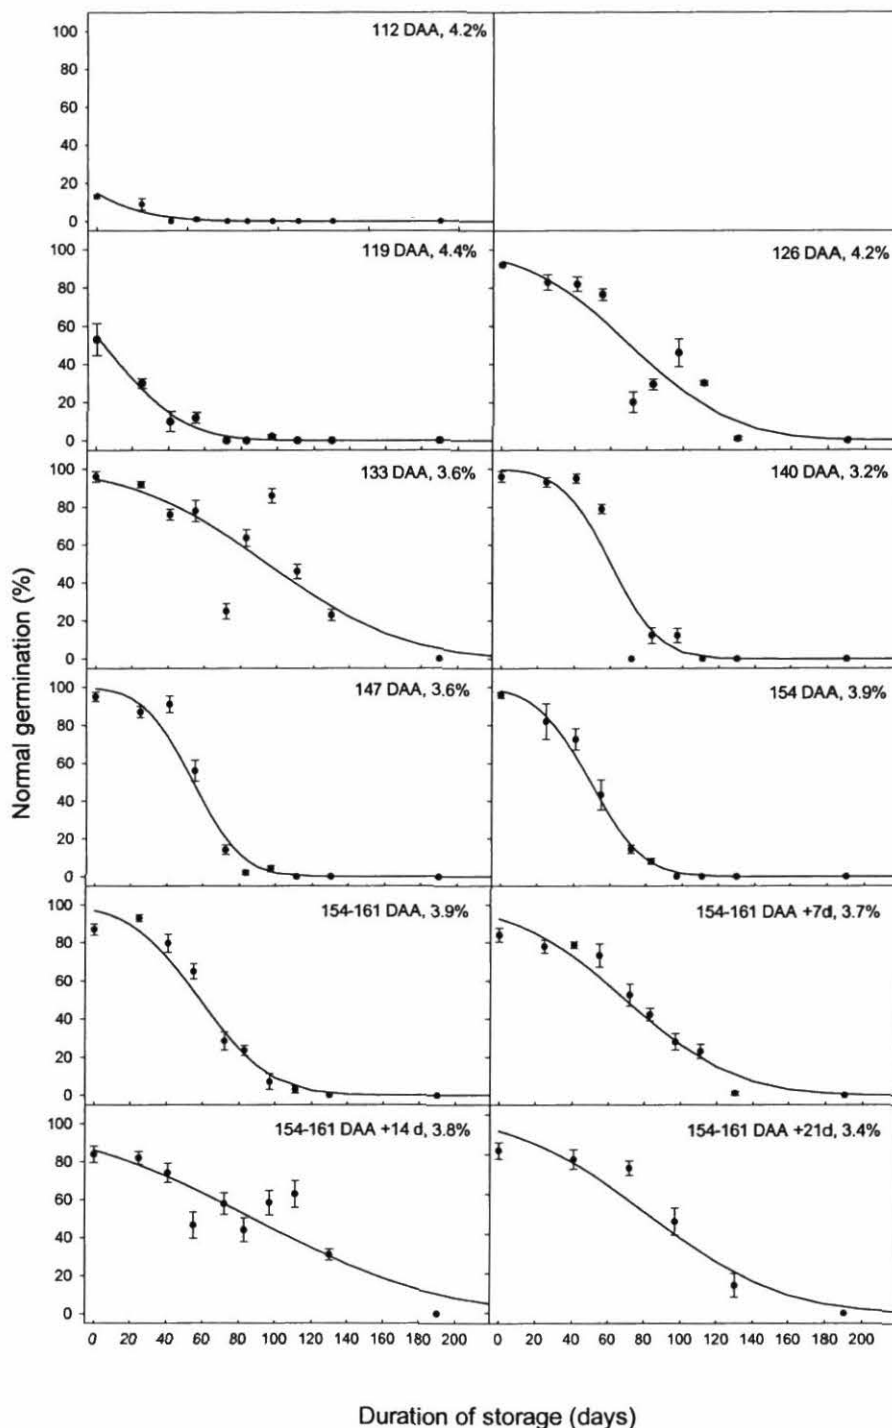 100
80
60
40
20
0
112 DAA, 4.2%
100
80
60
40
20
0
119 DAA, 4.4%
126 DAA, 4.2%
100
80
60
40
20
0
133 DAA, 3.6%
140 DAA, 3.2%
Normal germination (%)
100
80
60
40
20
0
147 DAA, 3.6%
154 DAA, 3.9%
100
80
60
40
20
0
154-161 DAA, 3.9%
154-161 DAA +7d, 3.7%
100
80
60
40
20
0
154-161 DAA +14 d, 3.8%
154-161 DAA +21d, 3.4%
0 20 40 60 80 100 120 140 160 180 200
0 20 40 60 80 100 120 140 160 180 200
Duration of storage (days)